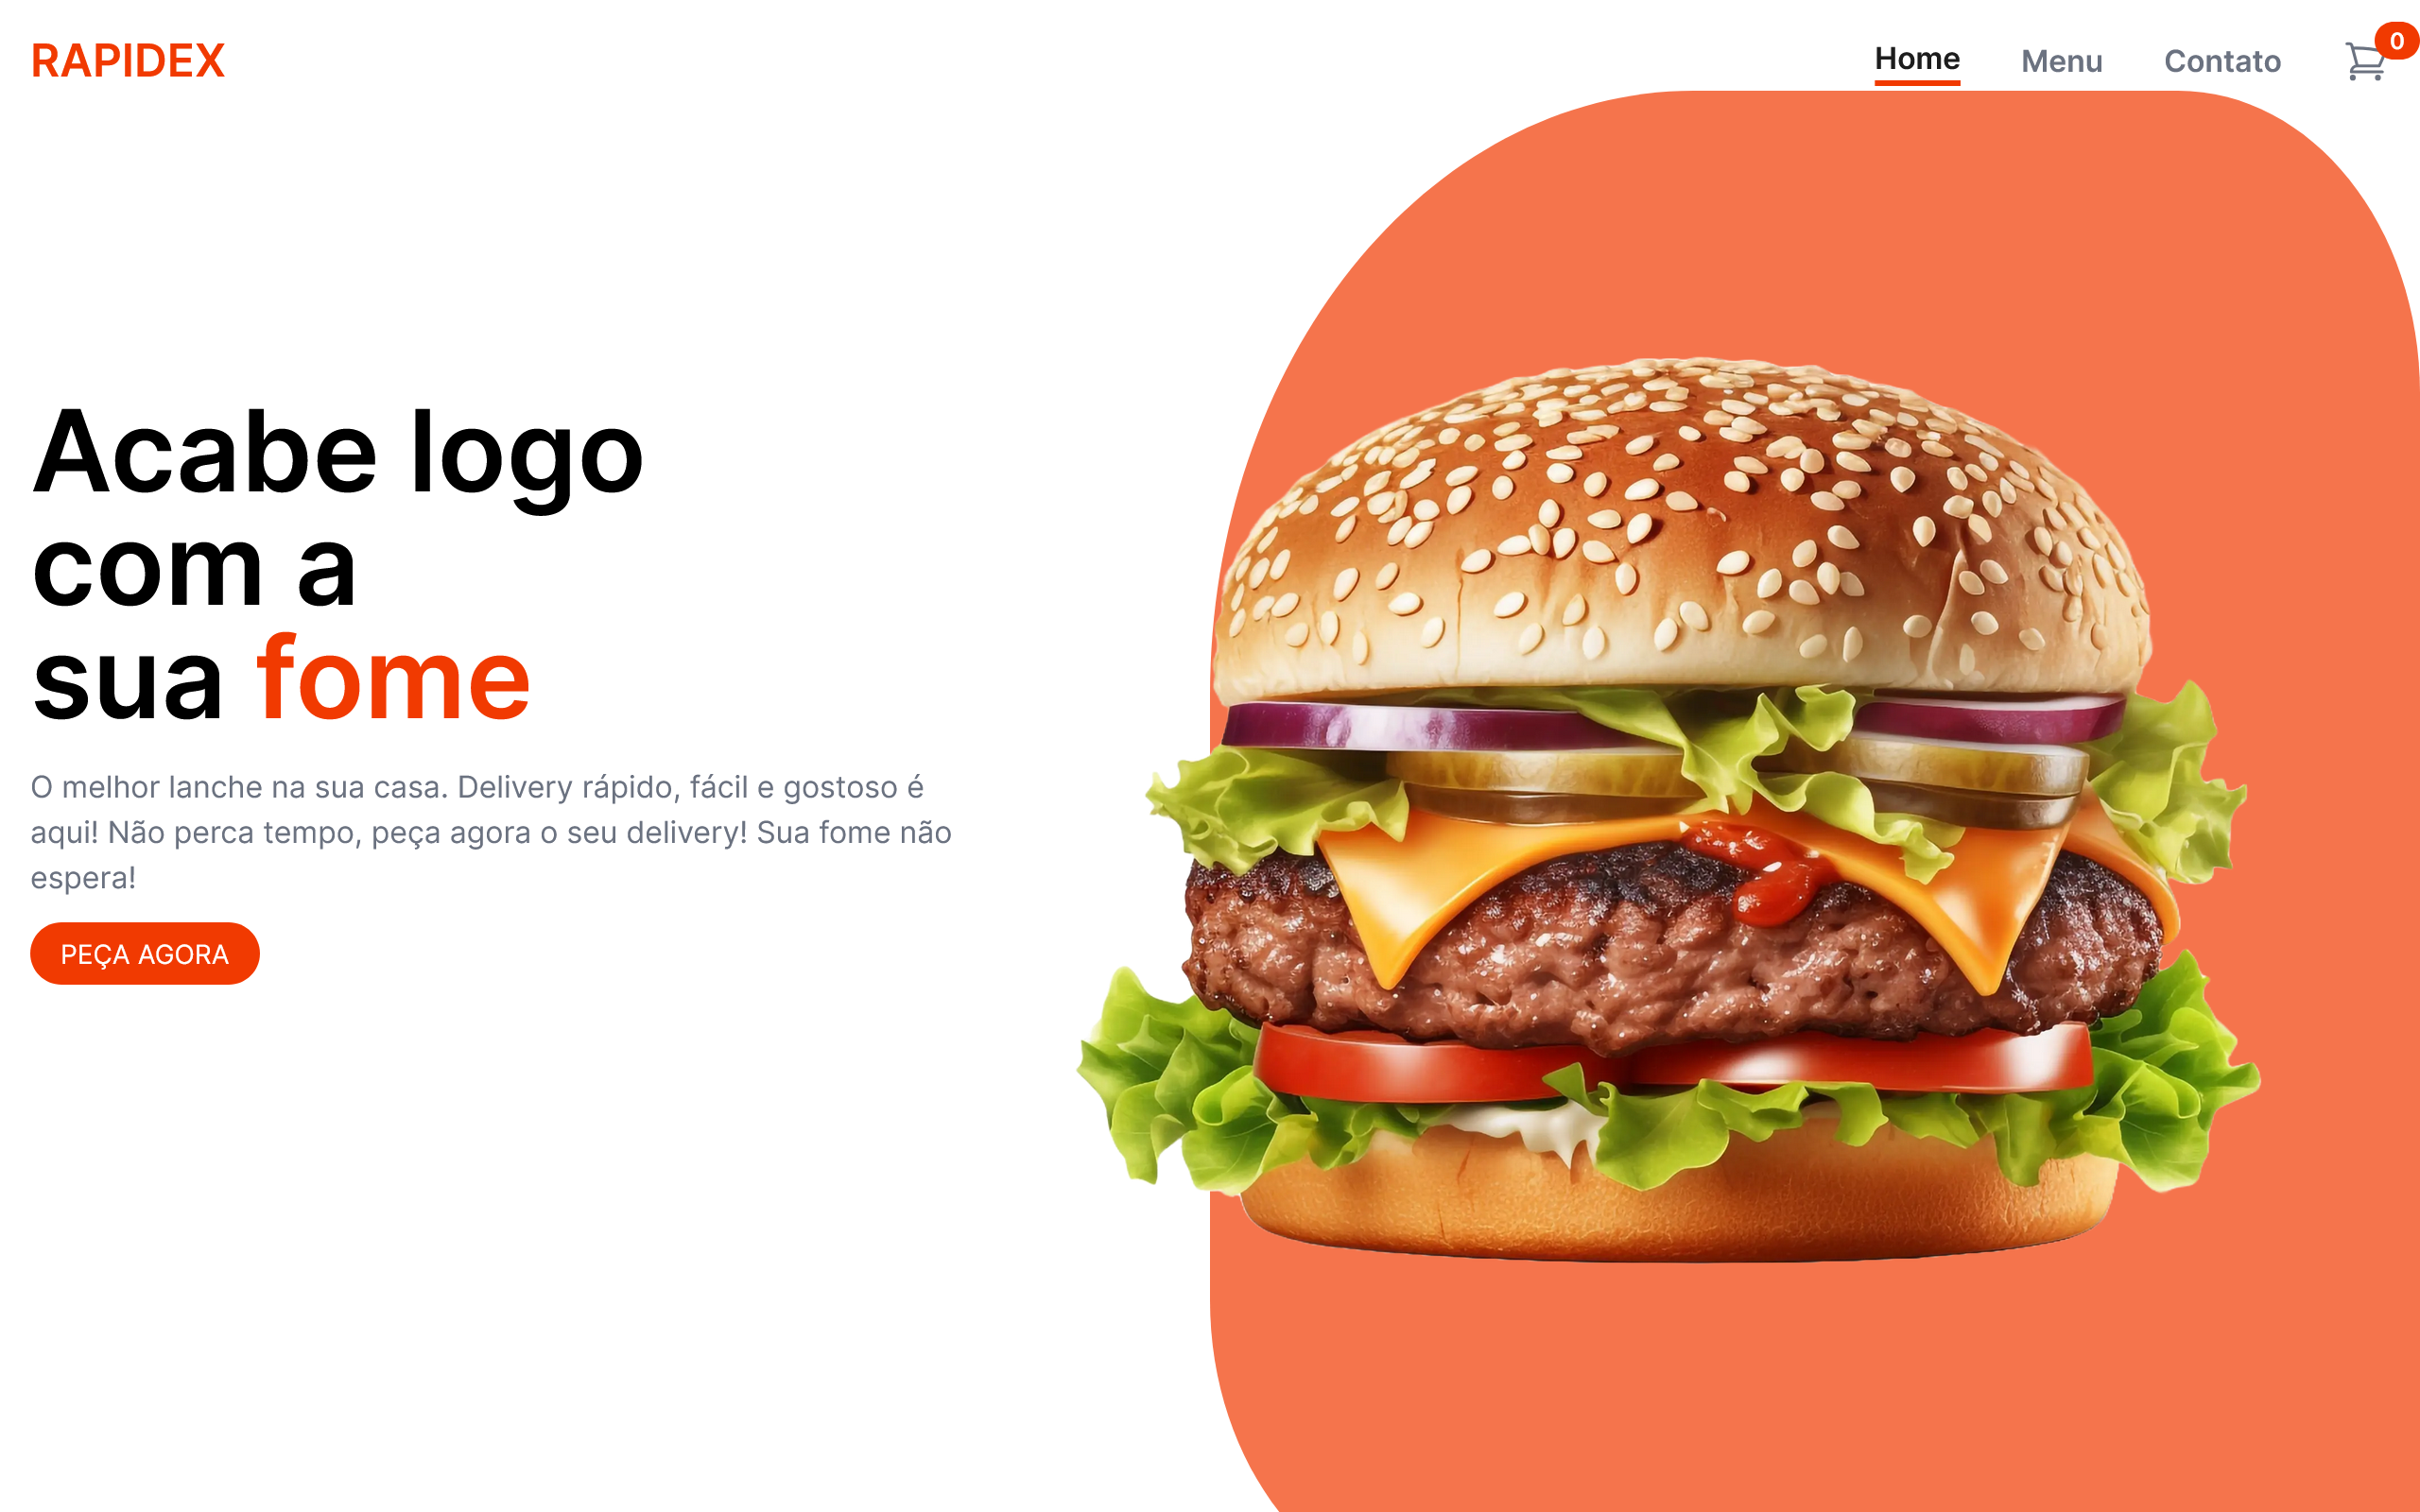 RAPIDEX
Home Menu Contato 0
Acabe logo
com a
sua fome
O melhor lanche na sua casa. Delivery rápido, fácil e gostoso é
aqui! Não perca tempo, peça agora o seu delivery! Sua fome não
espera!
PEÇA AGORA